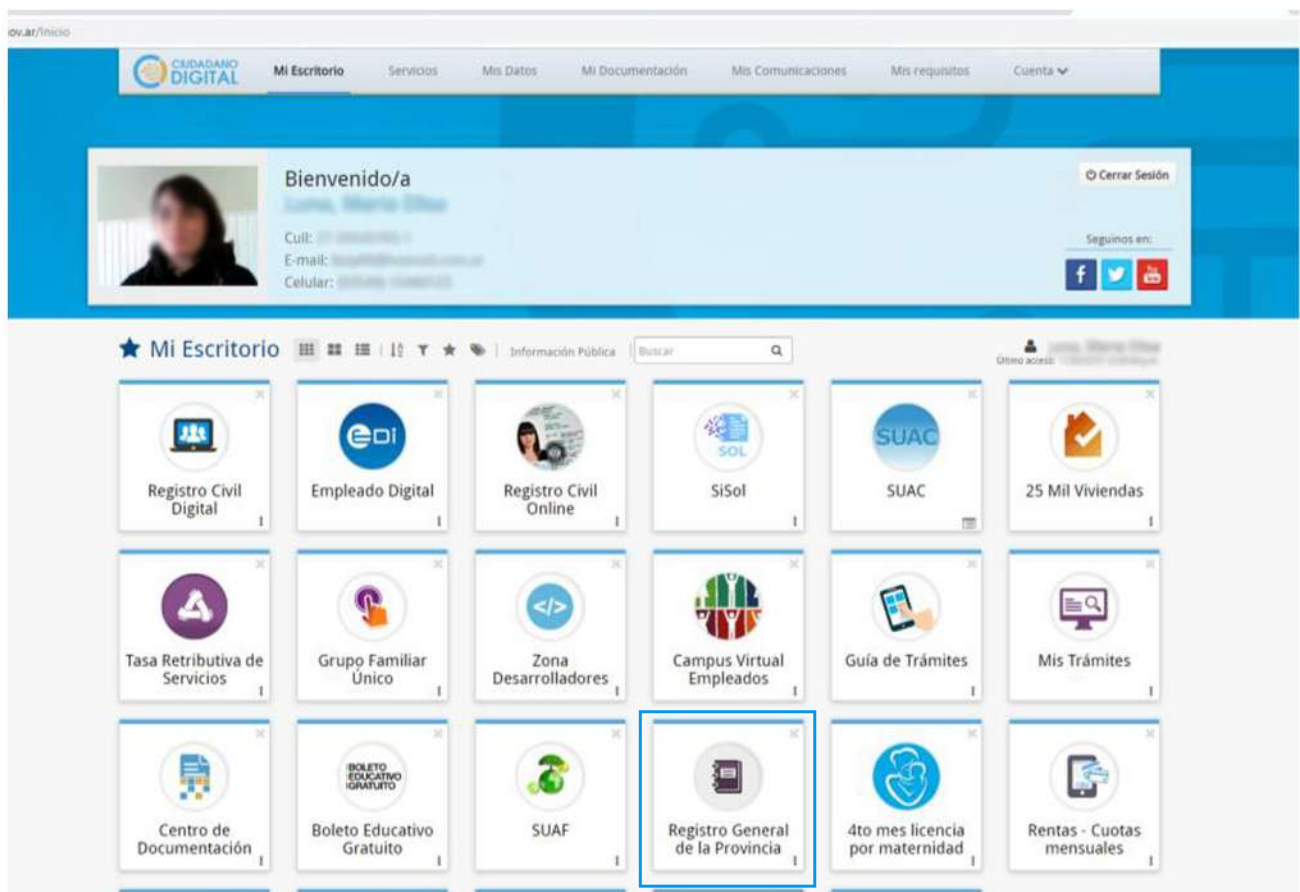 ov.ar/Inicio
CIUDADANO
DIGITAL
Mi Escritorio Servicios Mis Datos Mi Documentación Mis Comunicaciones Mis requisitos Cuenta
Bienvenido/a
Cerrar Sesión
Cuil:
E-mail:
Celular:
Seguinos en:
f
You
Mi Escritorio Información Pública Buscar
Último acceso:
eDi SOL SUAC
Registro Civil Empleado Digital Registro Civil SiSol SUAC 25 Mil Viviendas
Digital Online
</>
Tasa Retributiva de Grupo Familiar Zona Campus Virtual Guía de Trámites Mis Trámites
Servicios Único Desarrolladores Empleados
BOLETO
EDUCATIVO
GRATUITO
Centro de Boleto Educativo SUAF Registro General 4to mes licencia Rentas - Cuotas
Documentación Gratuito de la Provincia por maternidad mensuales